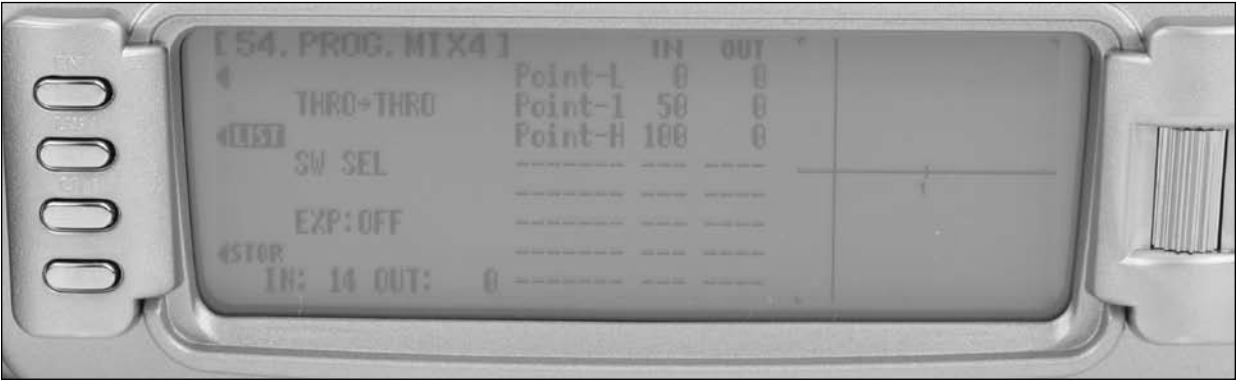 [54.PROG.MIX4] IN OUT
Point-L 0 0
THRO→THRO Point-1 50 0
LIST Point-H 100 0
SW SEL ------- --- ----
------- --- ----
EXP:OFF ------- --- ----
STOR ------- --- ----
IN: 14 OUT: 0 ------- --- ----